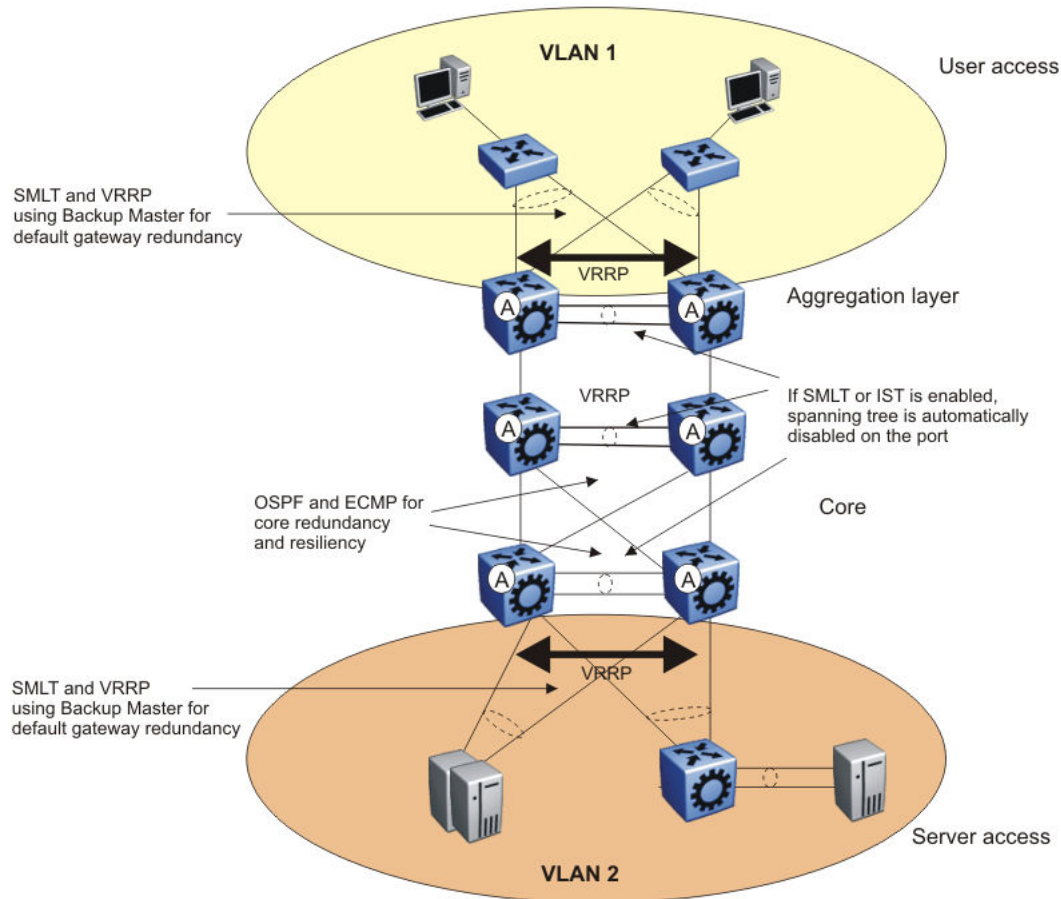 VLAN 1
User access
SMLT and VRRP
using Backup Master for
default gateway redundancy
VRRP
Aggregation layer
A
A
VRRP
If SMLT or IST is enabled,
spanning tree is automatically
disabled on the port
A
A
OSPF and ECMP for
core redundancy
and resiliency
Core
A
A
VRRP
SMLT and VRRP
using Backup Master for
default gateway redundancy
Server access
VLAN 2